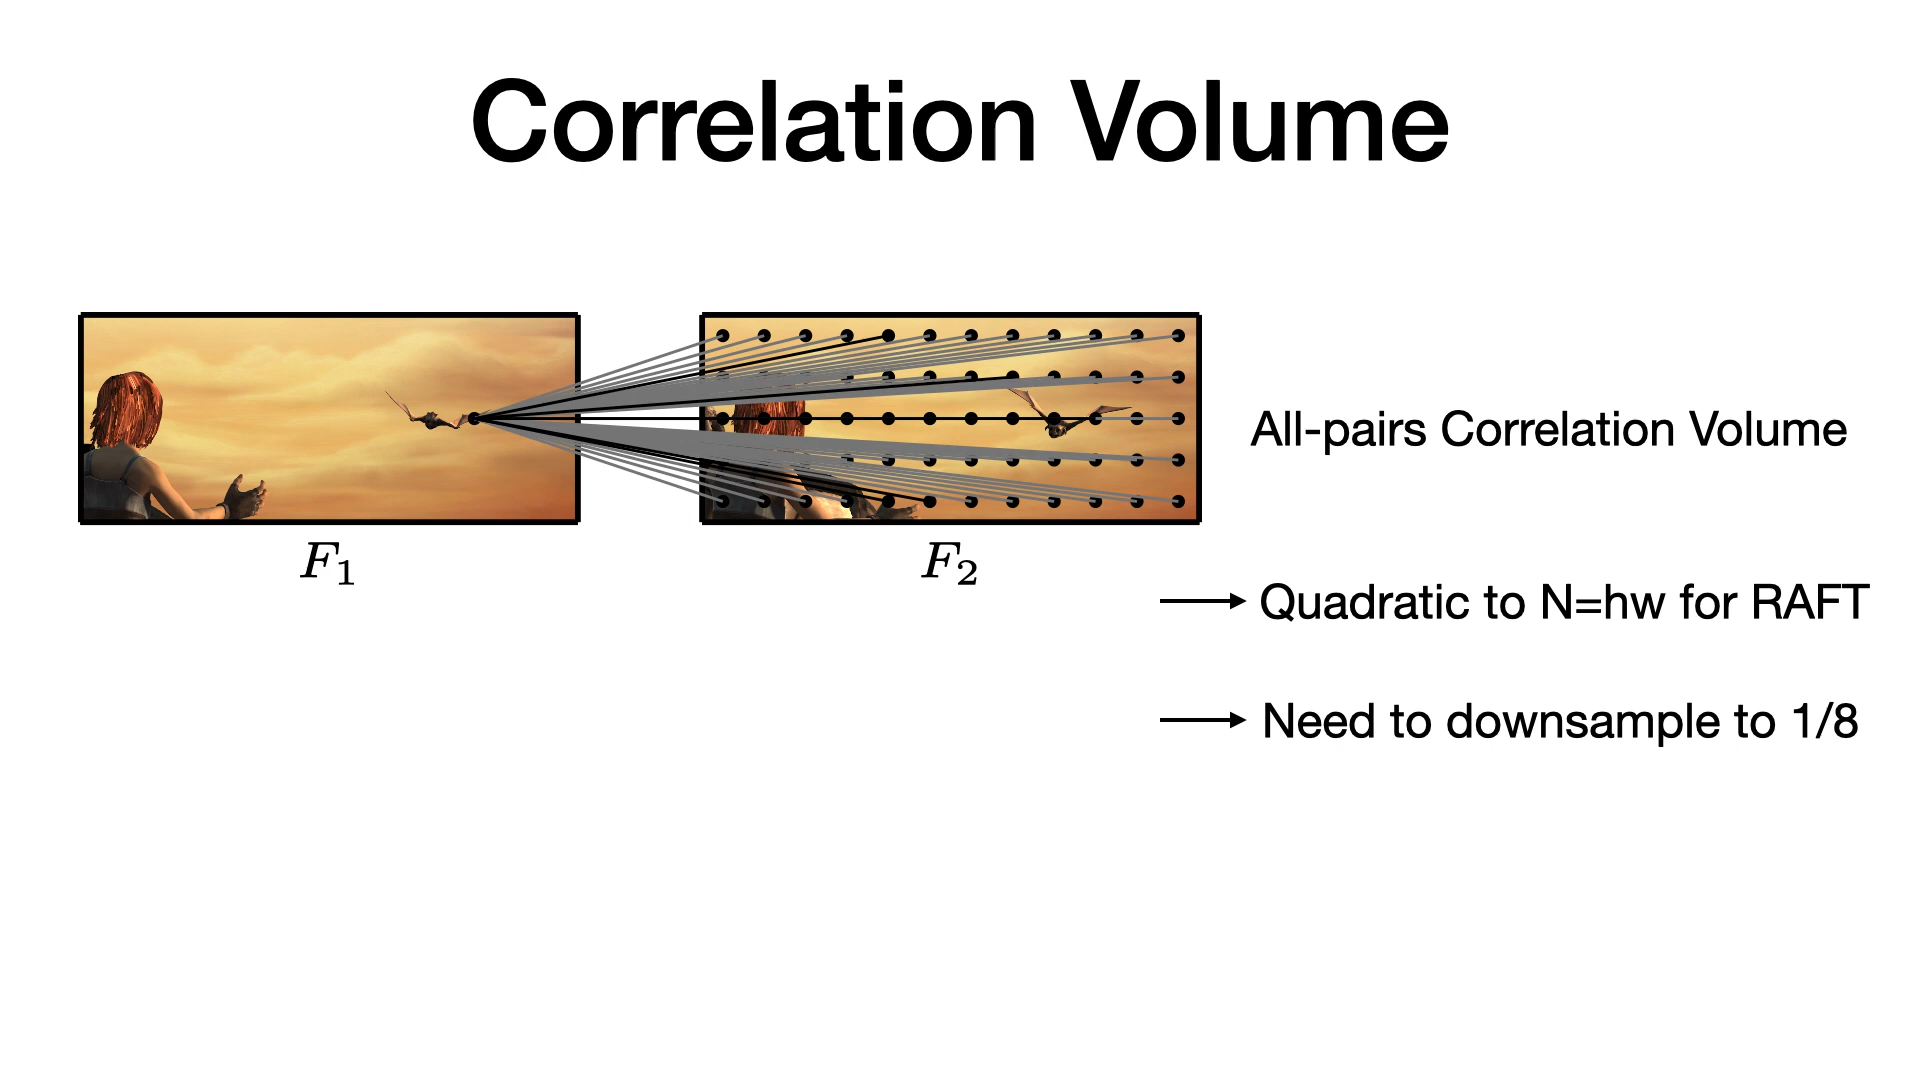 Correlation Volume
All-pairs Correlation Volume
F₁
F₂
Quadratic to N=hw for RAFT
Need to downsample to 1/8